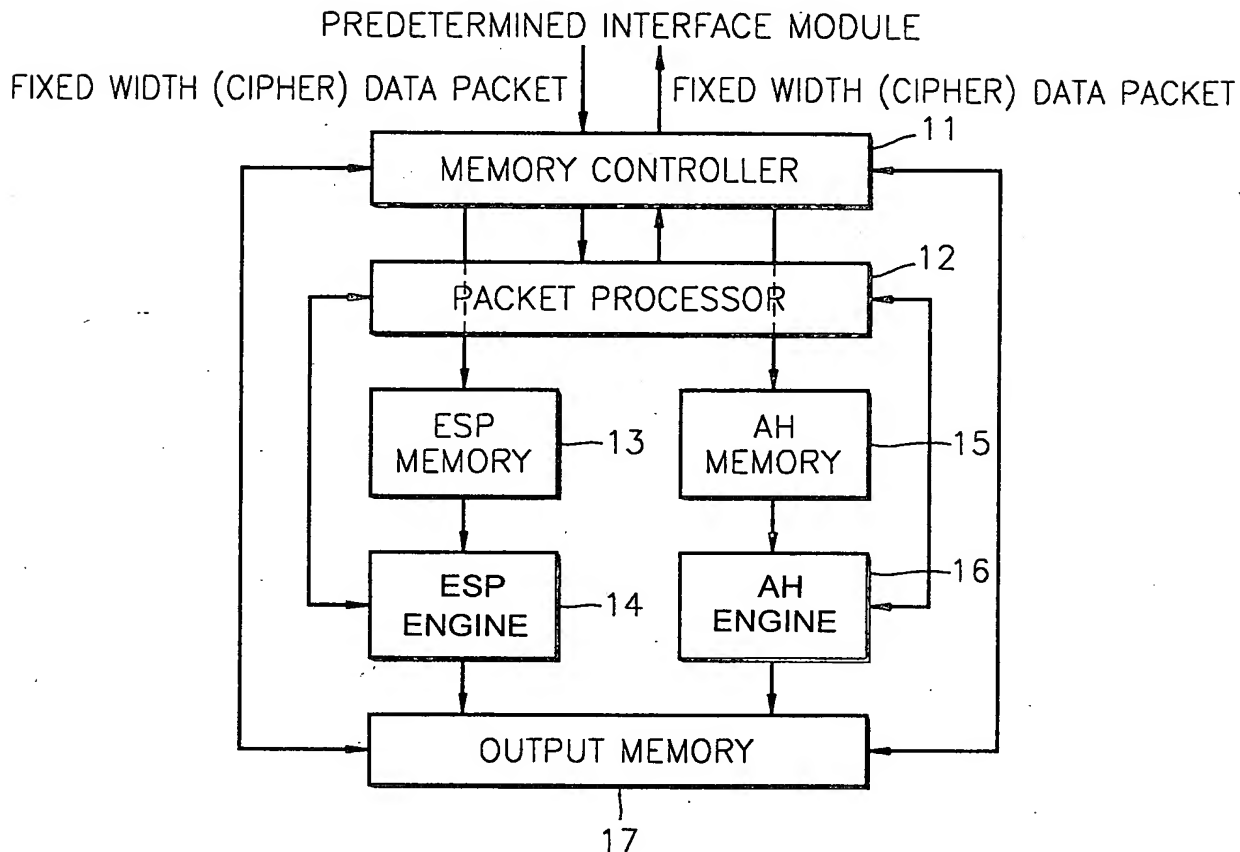 PREDETERMINED INTERFACE MODULE
FIXED WIDTH (CIPHER) DATA PACKET
FIXED WIDTH (CIPHER) DATA PACKET
11
MEMORY CONTROLLER
12
PACKET PROCESSOR
ESP
MEMORY
13
AH
MEMORY
15
ESP
ENGINE
14
AH
ENGINE
16
OUTPUT MEMORY
17